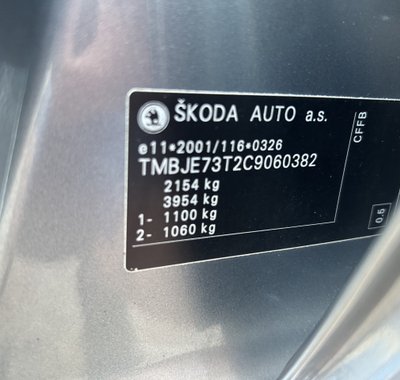 ŠKODA AUTO a.s.
e11*2001/116*0326
TMBJE73T2C9060382
2154 kg
3954 kg
1- 1100 kg
2- 1060 kg
CFFB
0.5